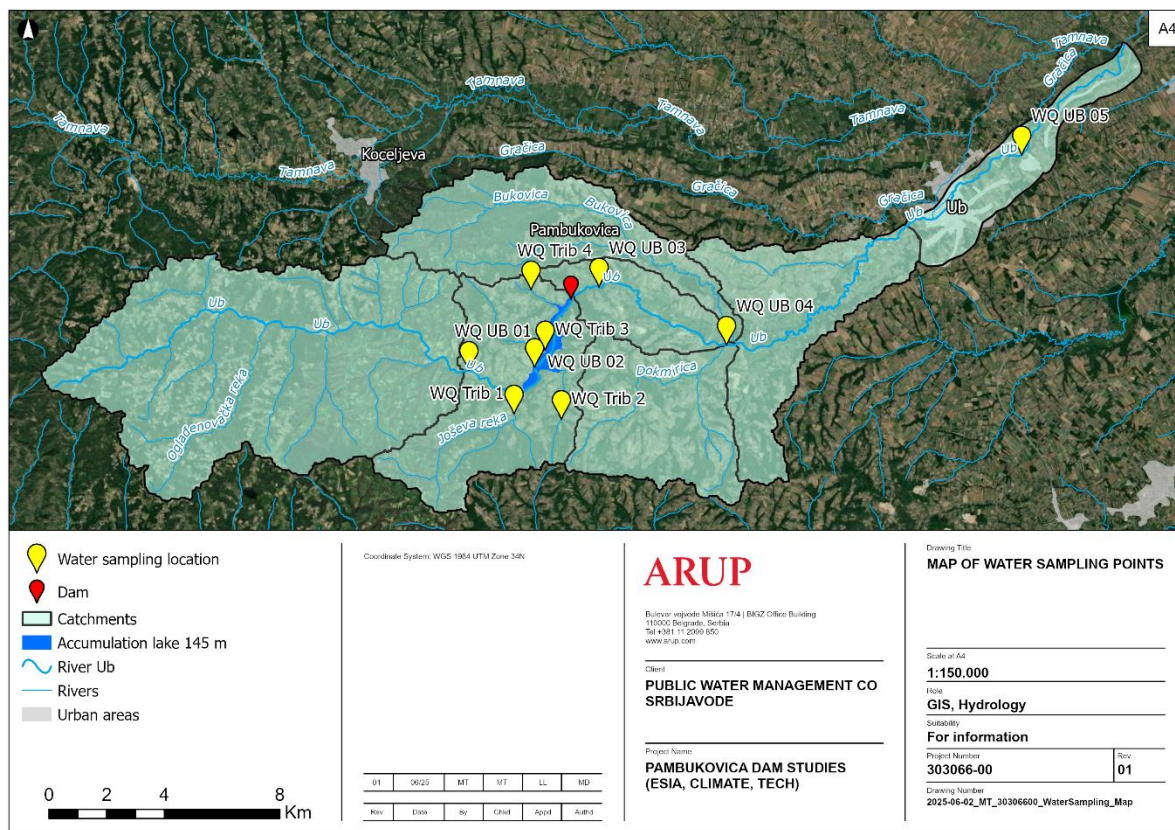 A4
Tamnava
Gračica
Tamnava
WQ UB 05
Tamnava
Tamnava
Tamnava
Koceljeva
Gračica
Ub
Tamnava
Gračica
Gračica
Ub
Bukovica
Bukovica
Ub
Pambukovica
WQ Trib 4
WQ UB 03
Ub
WQ UB 04
Ub
Ub
WQ UB 01
WQ Trib 3
Ub
WQ UB 02
Ub
Dokmirica
WQ Trib 1
WQ Trib 2
Joševa reka
Oglađenovačka reka
Water sampling location
Dam
Catchments
Accumulation lake 145 m
River Ub
Rivers
Urban areas
0 2 4 8
Km
Coordinate System: WGS 1984 UTM Zone 34N
01 06/25 MT MT LL MD
Rev Date By Chkd Appd Authd
ARUP
Bulevar vojvode Mišića 17/4 | BIGZ Office Building
110000 Belgrade, Serbia
Tel +381 11 2099 850
www.arup.com
Client
PUBLIC WATER MANAGEMENT CO
SRBIJAVODE
Project Name
PAMBUKOVICA DAM STUDIES
(ESIA, CLIMATE, TECH)
Drawing Title
MAP OF WATER SAMPLING POINTS
Scale at A4
1:150.000
Role
GIS, Hydrology
Suitability
For information
Project Number
303066-00
Rev
01
Drawing Number
2025-06-02_MT_30306600_WaterSampling_Map